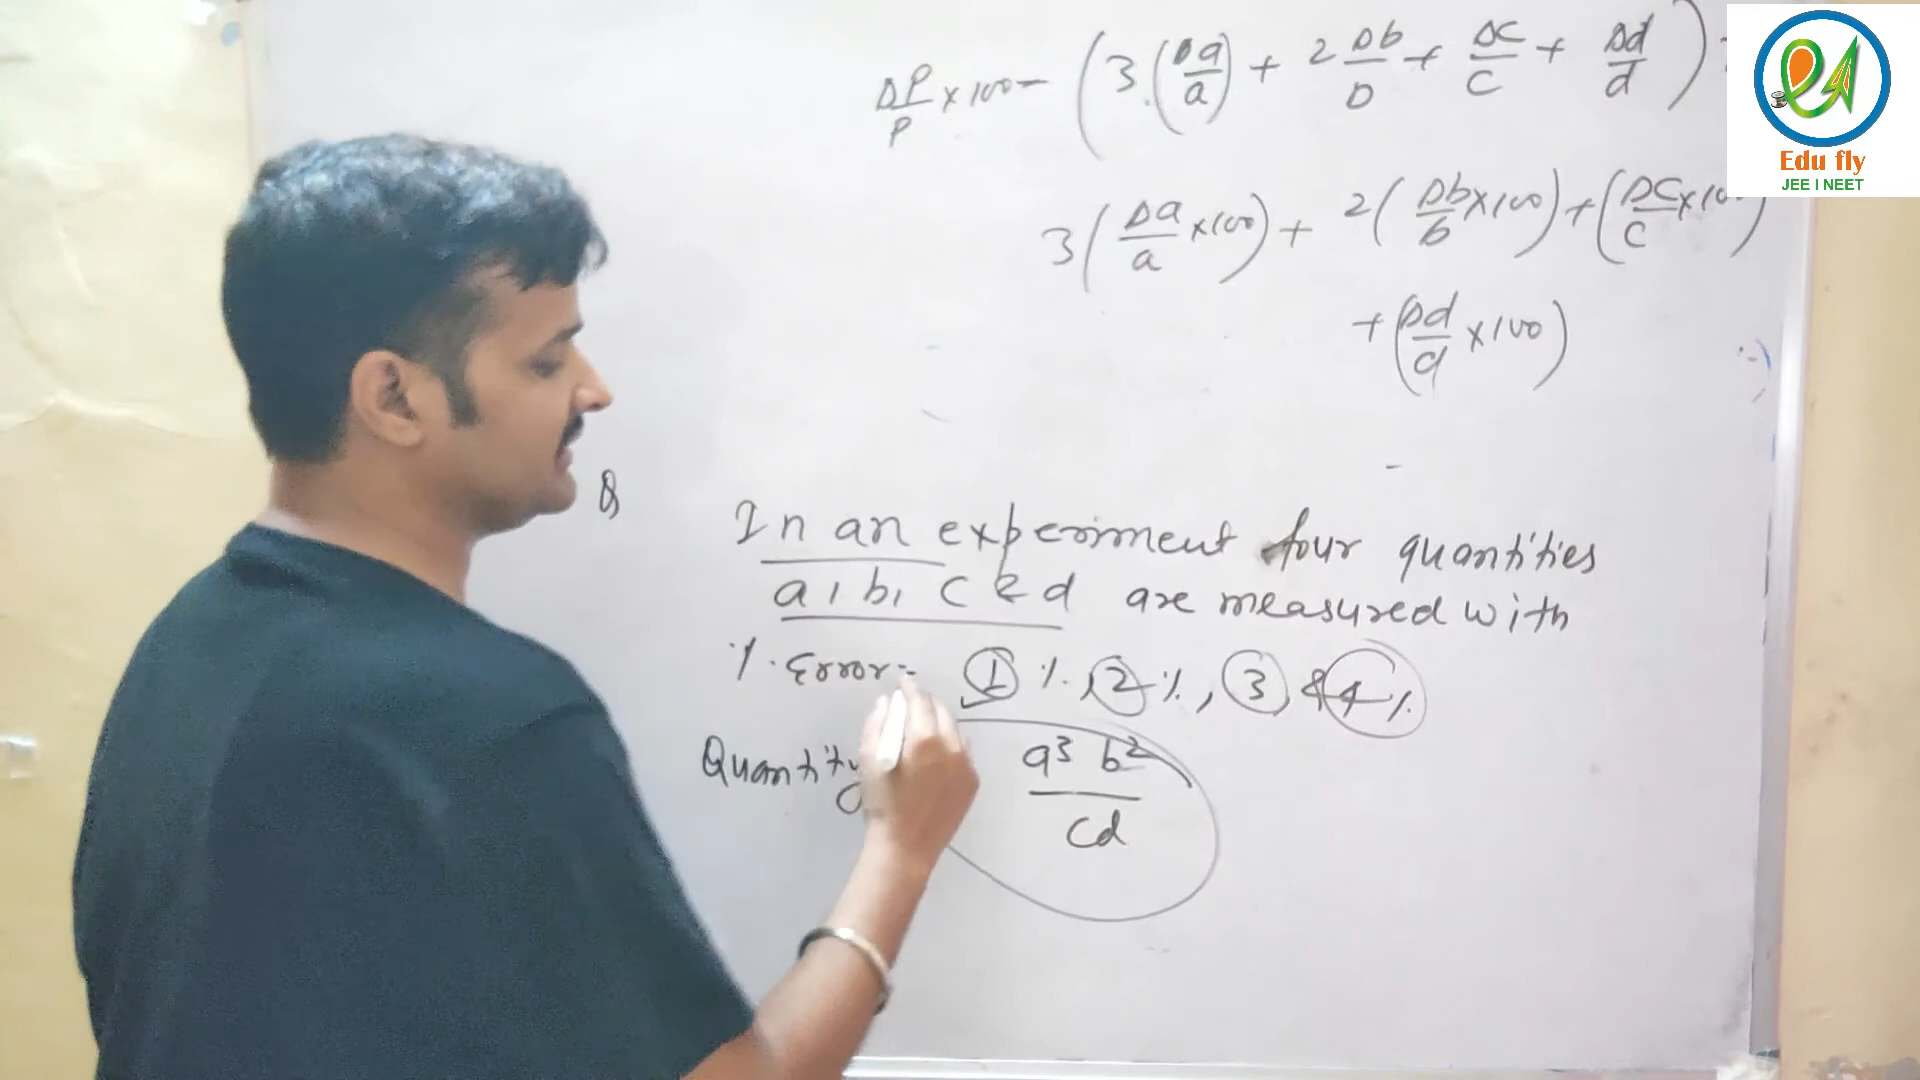 ΔP/P × 100 = (3 (Δa/a) + 2 Δb/b + Δc/c + Δd/d)
3 (Δa/a × 100) + 2 (Δb/b × 100) + (Δc/c × 100)
+ (Δd/d × 100)
Edu fly
JEE I NEET
Q In an experiment four quantities
a, b, c & d are measured with
% Error = 1 %, 2 %, 3 & 4 %
Quantity a³ b² / cd